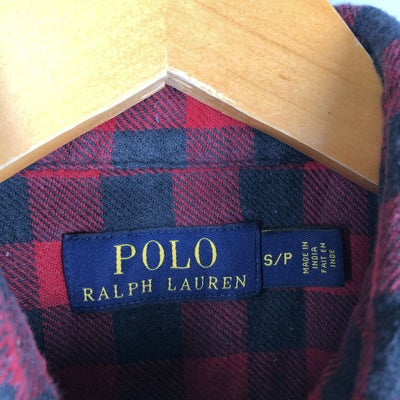 POLO
RALPH LAUREN
S/P
MADE IN
INDIA
FAIT EN
INDE